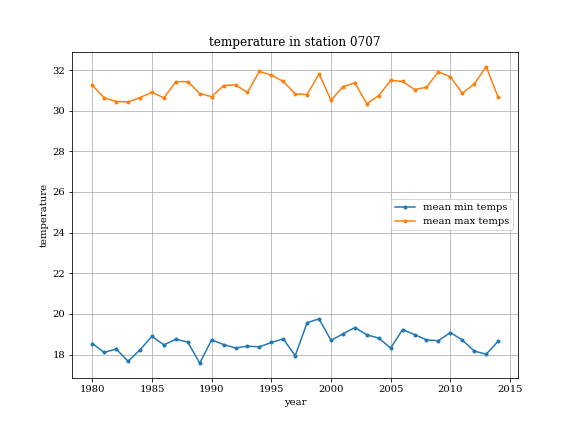 temperature in station 0707
32
30
28
26
24
22
20
18
temperature
mean min temps
mean max temps
1980 1985 1990 1995 2000 2005 2010 2015
year